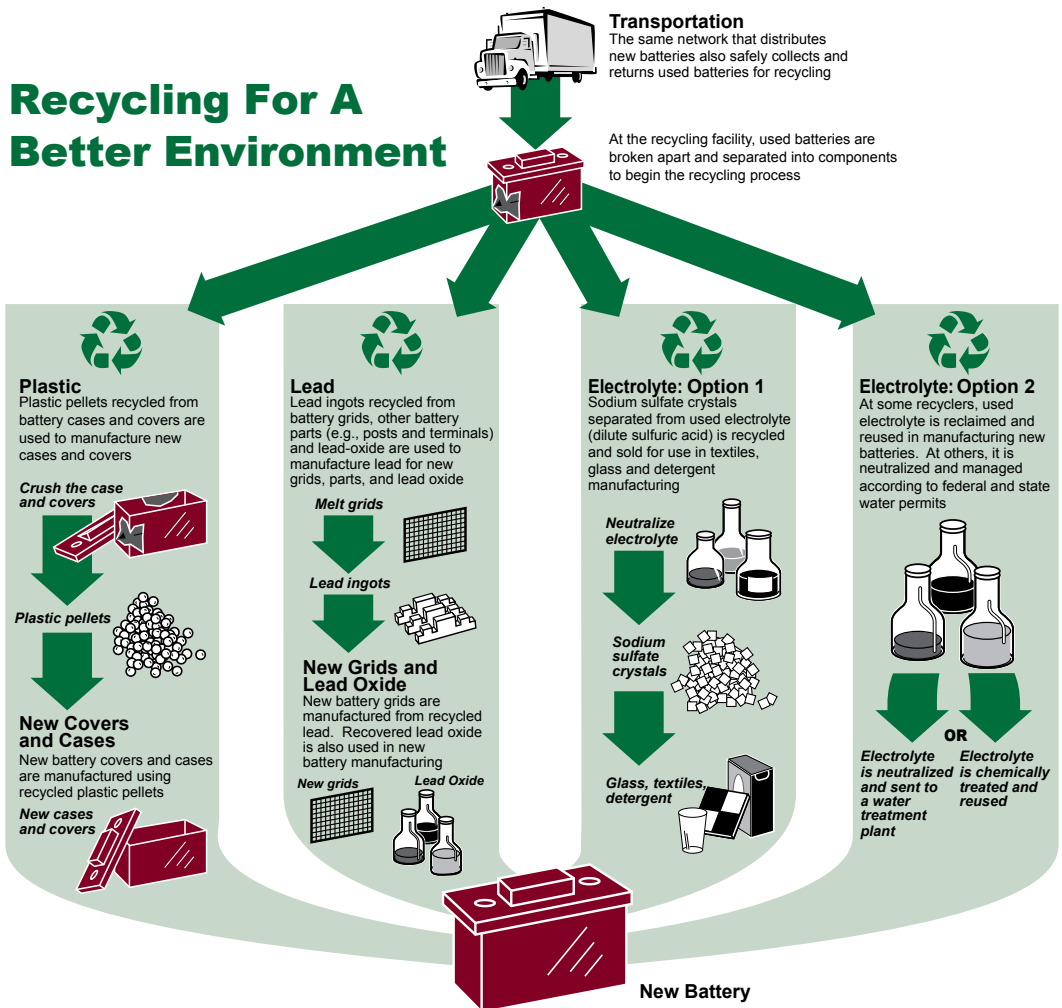 Transportation
The same network that distributes
new batteries also safely collects and
returns used batteries for recycling
Recycling For A
Better Environment
At the recycling facility, used batteries are
broken apart and separated into components
to begin the recycling process
Plastic
Plastic pellets recycled from
battery cases and covers are
used to manufacture new
cases and covers
Crush the case
and covers
Plastic pellets
New Covers
and Cases
New battery covers and cases
are manufactured using
recycled plastic pellets
New cases
and covers
Lead
Lead ingots recycled from
battery grids, other battery
parts (e.g., posts and terminals)
and lead-oxide are used to
manufacture lead for new
grids, parts, and lead oxide
Melt grids
Lead ingots
New Grids and
Lead Oxide
New battery grids are
manufactured from recycled
lead. Recovered lead oxide
is also used in new
battery manufacturing
New grids
Lead Oxide
Electrolyte: Option 1
Sodium sulfate crystals
separated from used electrolyte
(dilute sulfuric acid) is recycled
and sold for use in textiles,
glass and detergent
manufacturing
Neutralize
electrolyte
Sodium
sulfate
crystals
Glass, textiles,
detergent
Electrolyte: Option 2
At some recyclers, used
electrolyte is reclaimed and
reused in manufacturing new
batteries. At others, it is
neutralized and managed
according to federal and state
water permits
OR
Electrolyte
is neutralized
and sent to
a water
treatment
plant
Electrolyte
is chemically
treated and
reused
New Battery